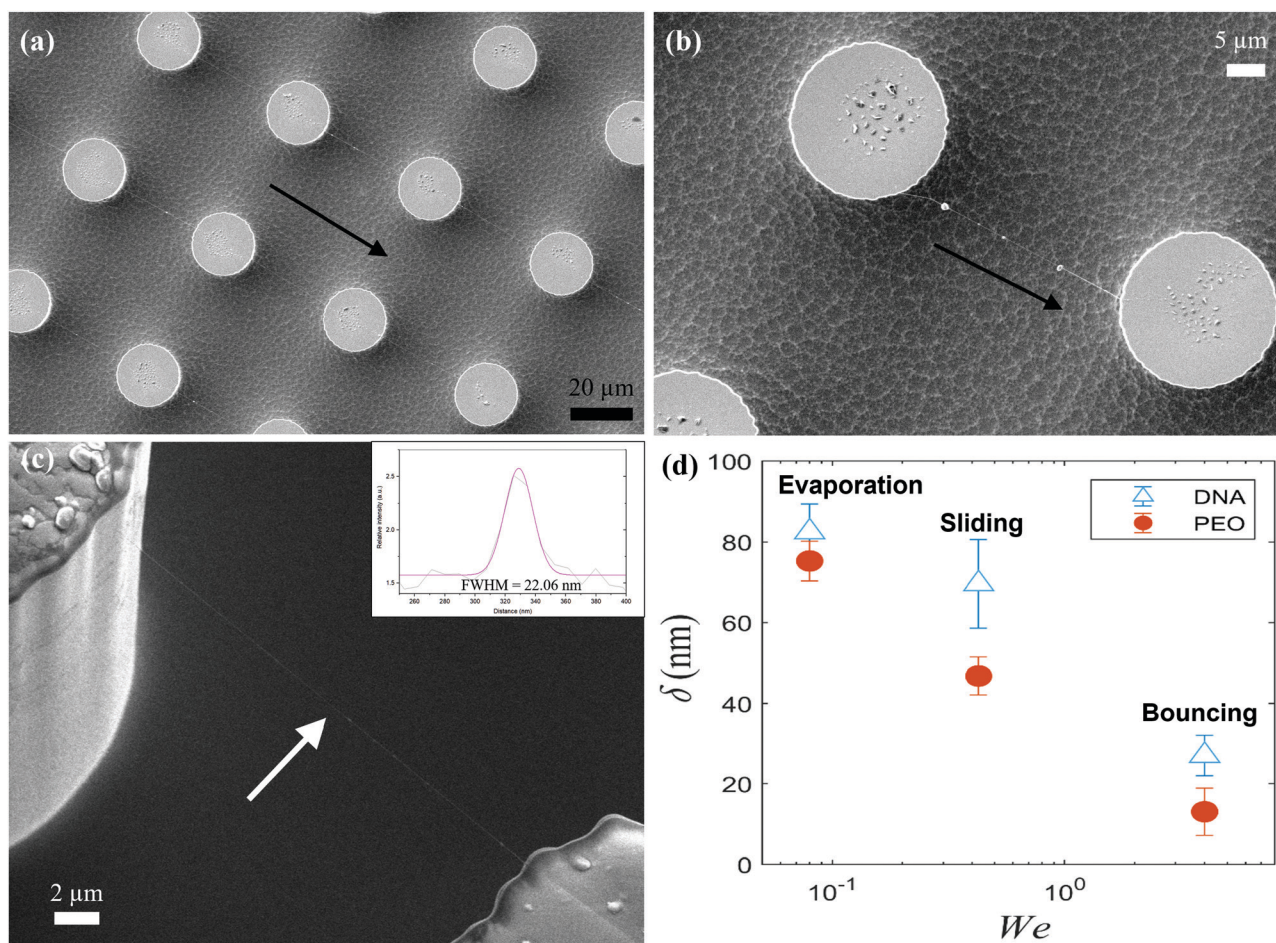 (a)
20 µm
(b)
5 µm
(c)
2 µm
Relative intensity (a.u.)
2.5
2.0
1.5
FWHM = 22.06 nm
260 280 300 320 340 360 380 400
Distance (nm)
(d)
100
80
60
40
20
0
δ (nm)
Evaporation
Sliding
Bouncing
DNA
PEO
10⁻¹
10⁰
We